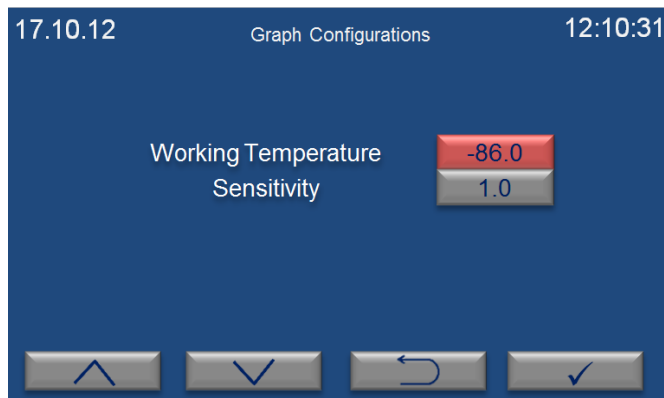 17.10.12 Graph Configurations 12:10:31
Working Temperature -86.0
Sensitivity 1.0